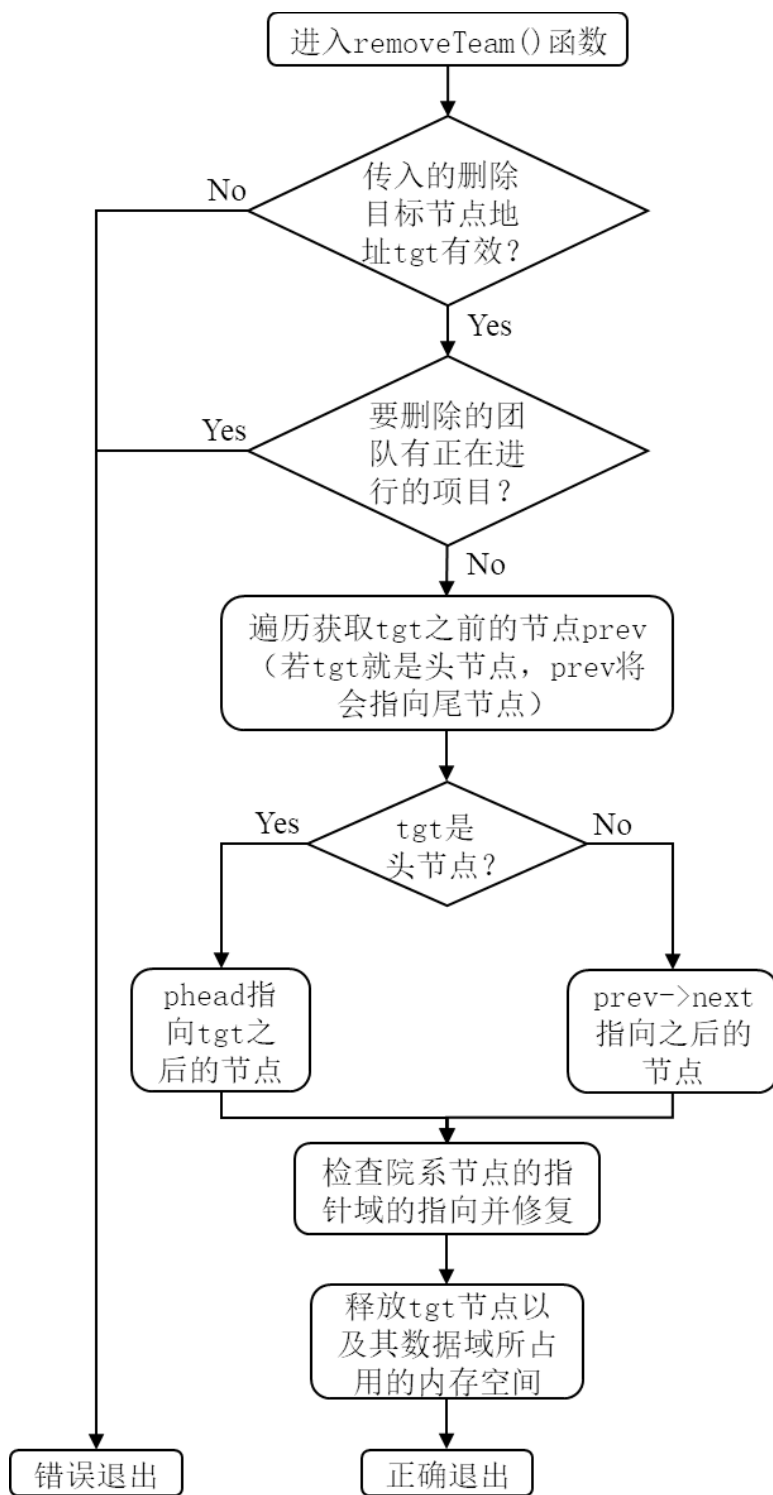 进入removeTeam()函数
传入的删除
目标节点地
址tgt有效？
No
Yes
要删除的团
队有正在进
行的项目？
Yes
No
遍历获取tgt之前的节点prev
（若tgt就是头节点，prev将
会指向尾节点）
Yes
tgt是
头节点？
No
phead指
向tgt之
后的节点
prev->next
指向之后的
节点
检查院系节点的指
针域的指向并修复
释放tgt节点以
及其数据域所占
用的内存空间
错误退出
正确退出